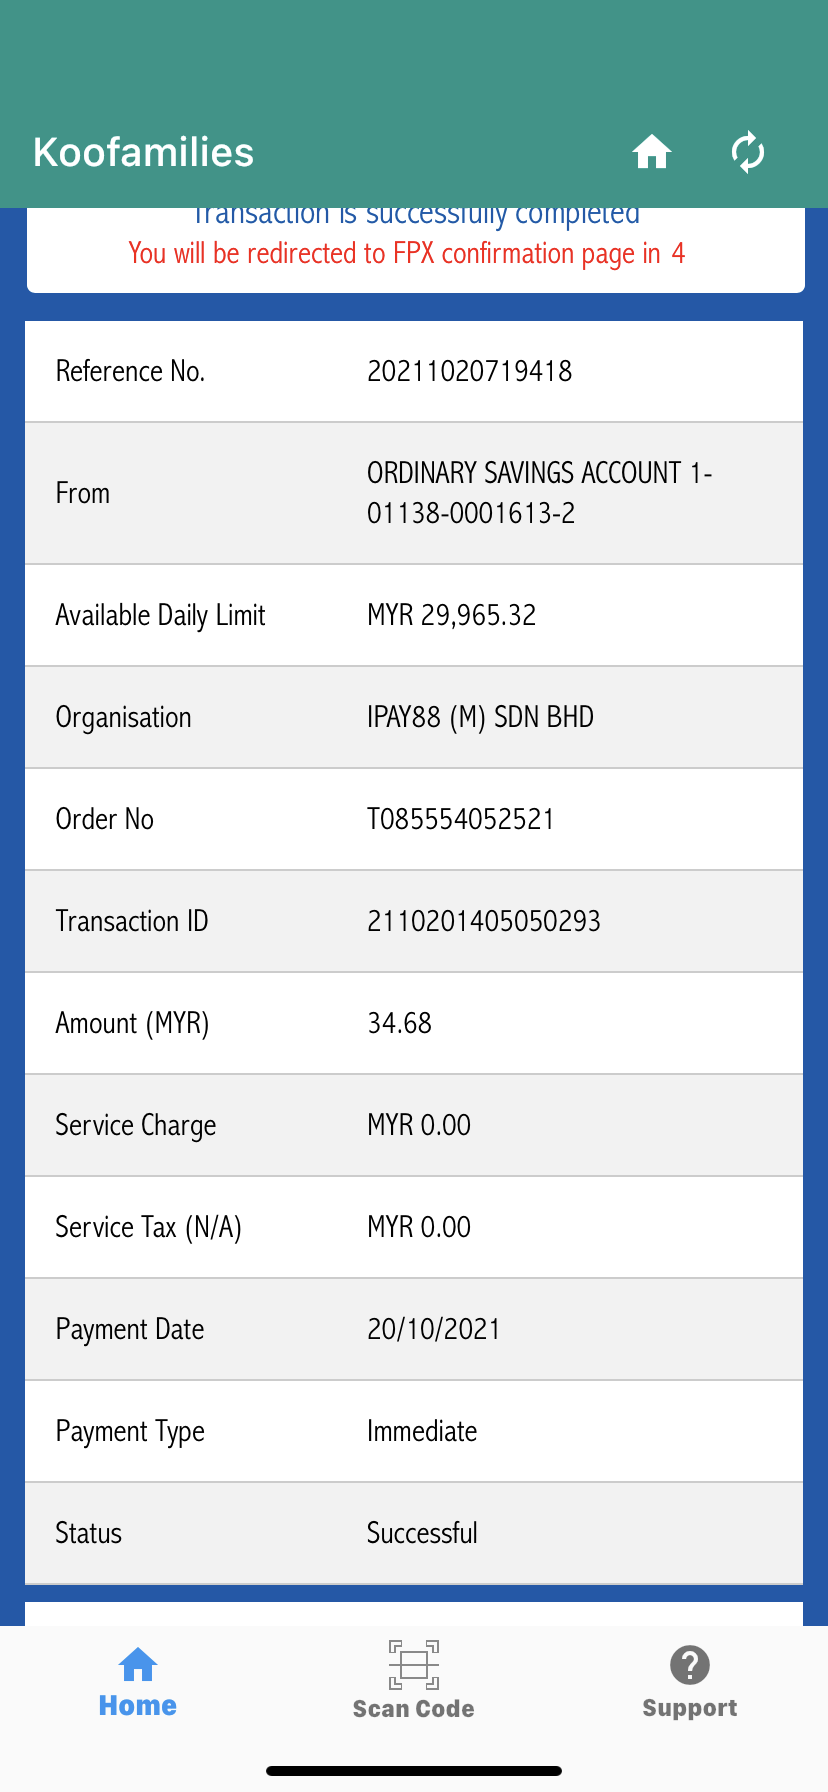 Koofamilies
Transaction is successfully completed
You will be redirected to FPX confirmation page in 4
Reference No. 20211020719418
From ORDINARY SAVINGS ACCOUNT 1-
01138-0001613-2
Available Daily Limit MYR 29,965.32
Organisation IPAY88 (M) SDN BHD
Order No T085554052521
Transaction ID 2110201405050293
Amount (MYR) 34.68
Service Charge MYR 0.00
Service Tax (N/A) MYR 0.00
Payment Date 20/10/2021
Payment Type Immediate
Status Successful
Home Scan Code Support